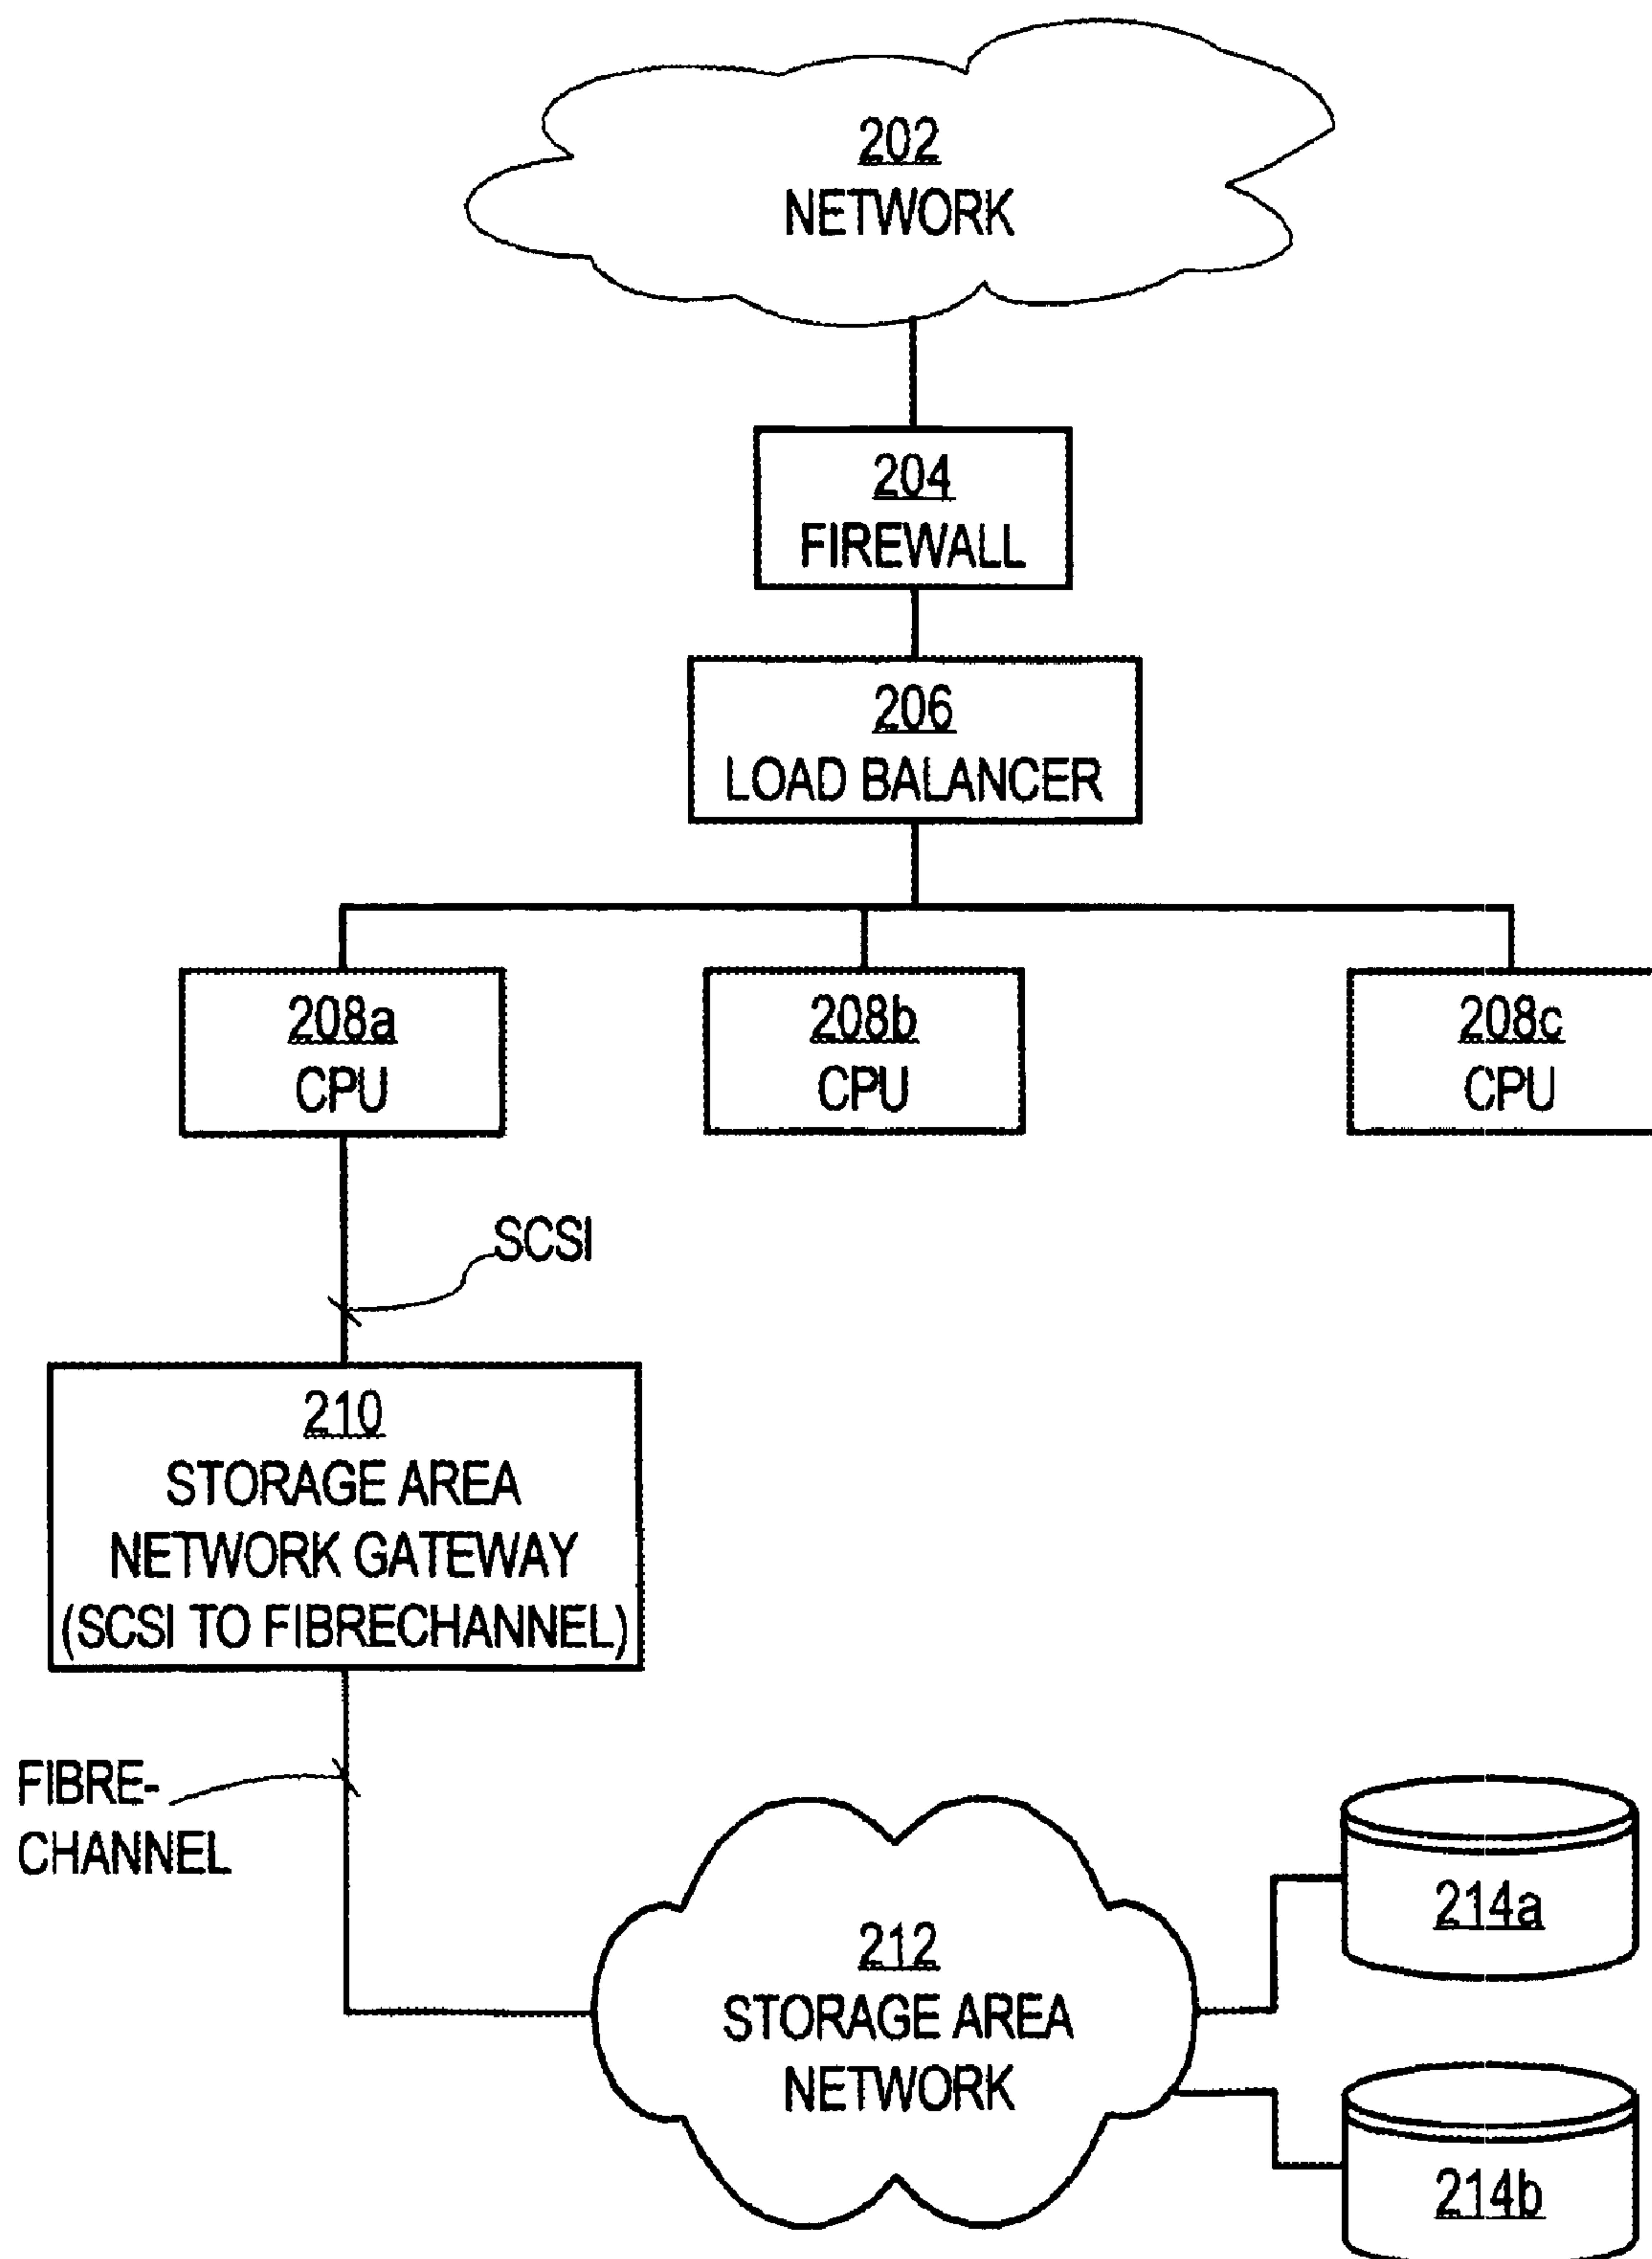 202
NETWORK
204
FIREWALL
206
LOAD BALANCER
208a
CPU
208b
CPU
208c
CPU
SCSI
210
STORAGE AREA
NETWORK GATEWAY
(SCSI TO FIBRECHANNEL)
FIBRE-
CHANNEL
212
STORAGE AREA
NETWORK
214a
214b